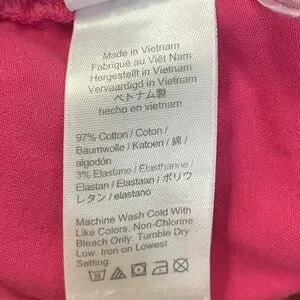 Made in Vietnam
Fabriqué au Viêt Nam
Hergestellt in Vietnam
Vervaardigd in Vietnam
ベトナム製
hecho en vietnam
97% Cotton / Coton /
Baumwolle / Katoen / 綿 /
algodón
3% Elastane / Élasthanne /
Elastan / Elastaan / ポリウ
レタン / elastano
Machine Wash Cold With
Like Colors. Non-Chlorine
Bleach Only. Tumble Dry
Low. Iron on Lowest
Setting.